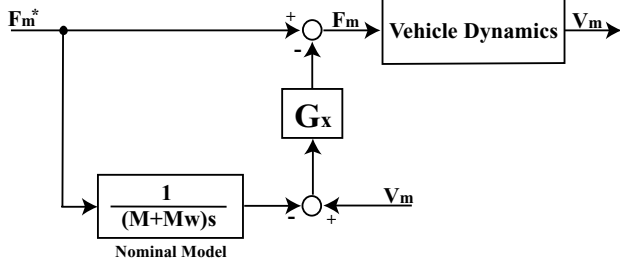 Fm*
+
-
Fm
Vehicle Dynamics
Vm
Gx
1
(M+Mw)s
-
+
Vm
Nominal Model